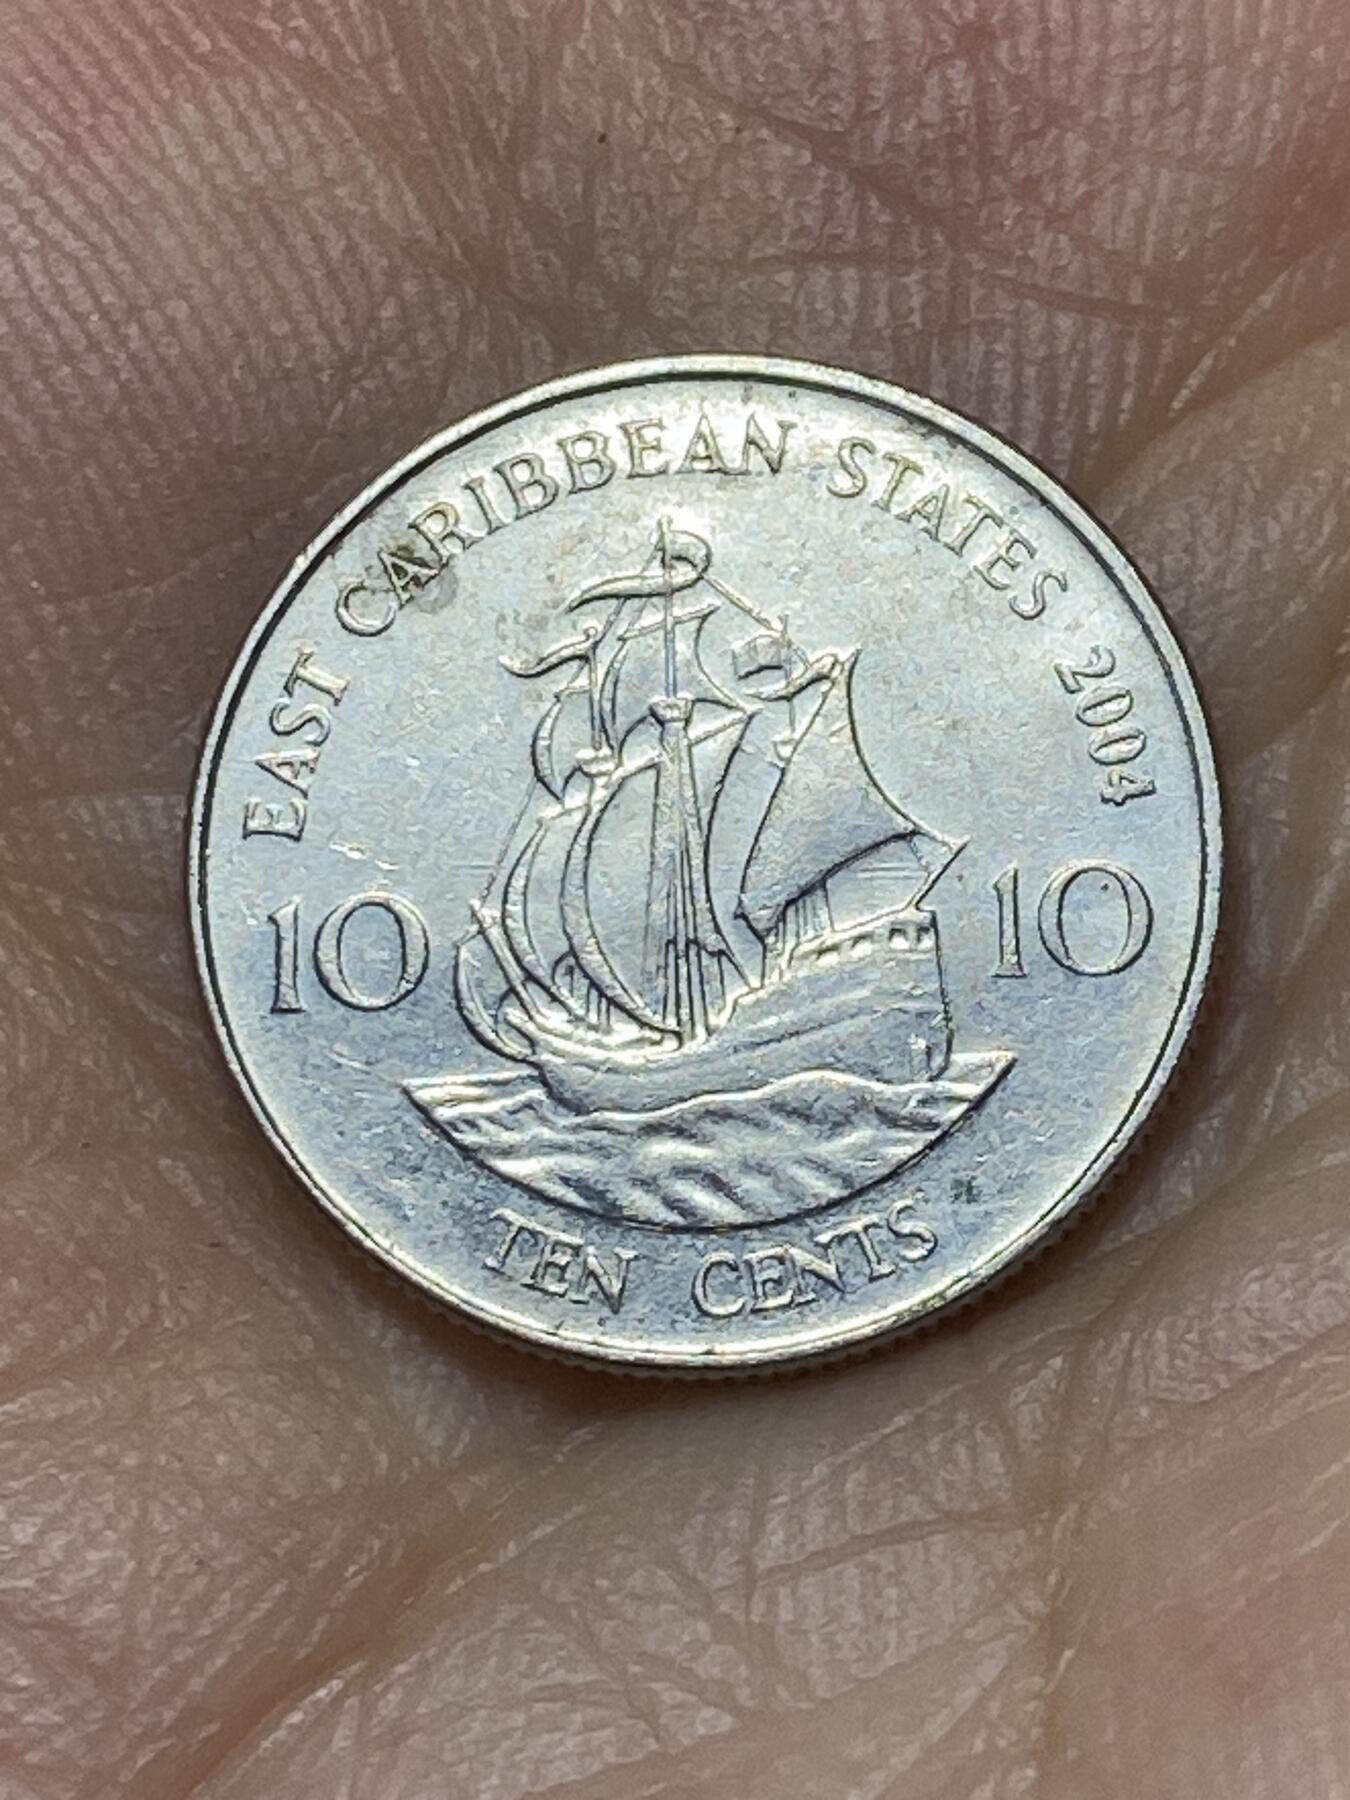 EAST CARIBBEAN STATES 2004
10 10
TEN CENTS